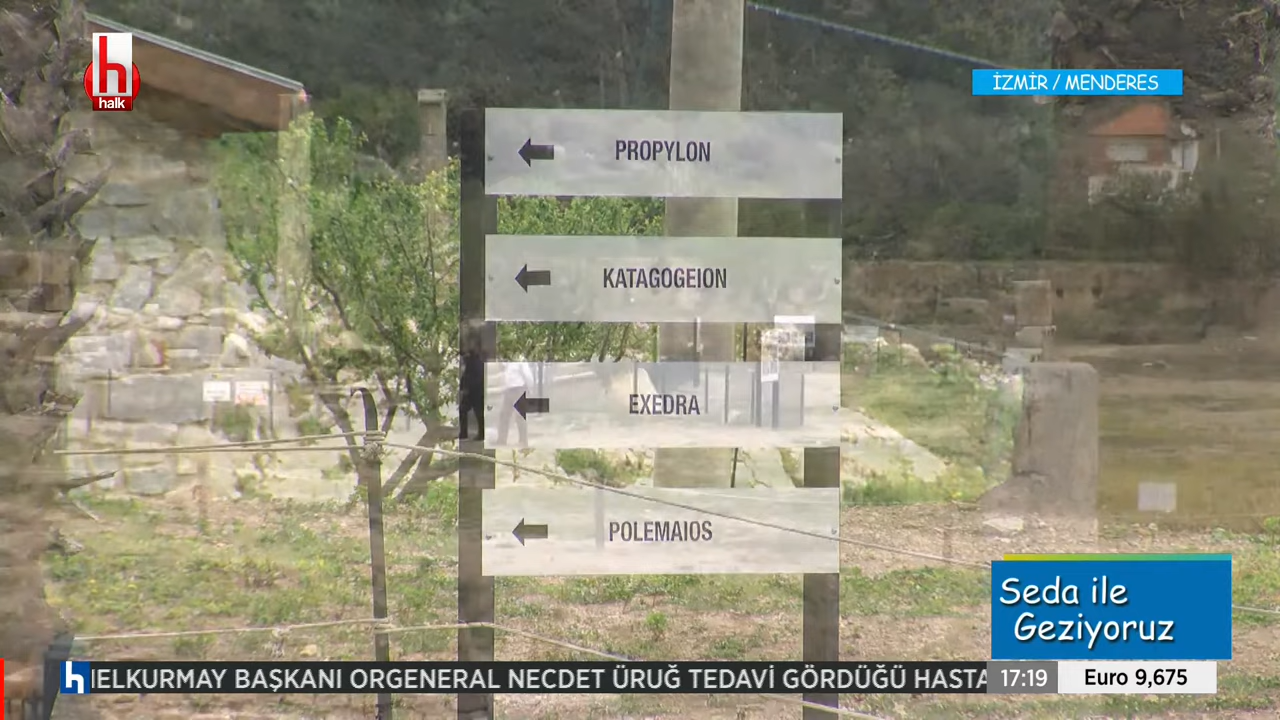 h
halk
İZMİR / MENDERES
PROPYLON
KATAGOGEION
EXEDRA
POLEMAIOS
Seda ile
Geziyoruz
h
IELKURMAY BAŞKANI ORGENERAL NECDET ÜRUĞ TEDAVİ GÖRDÜĞÜ HASTA
17:19
Euro 9,675